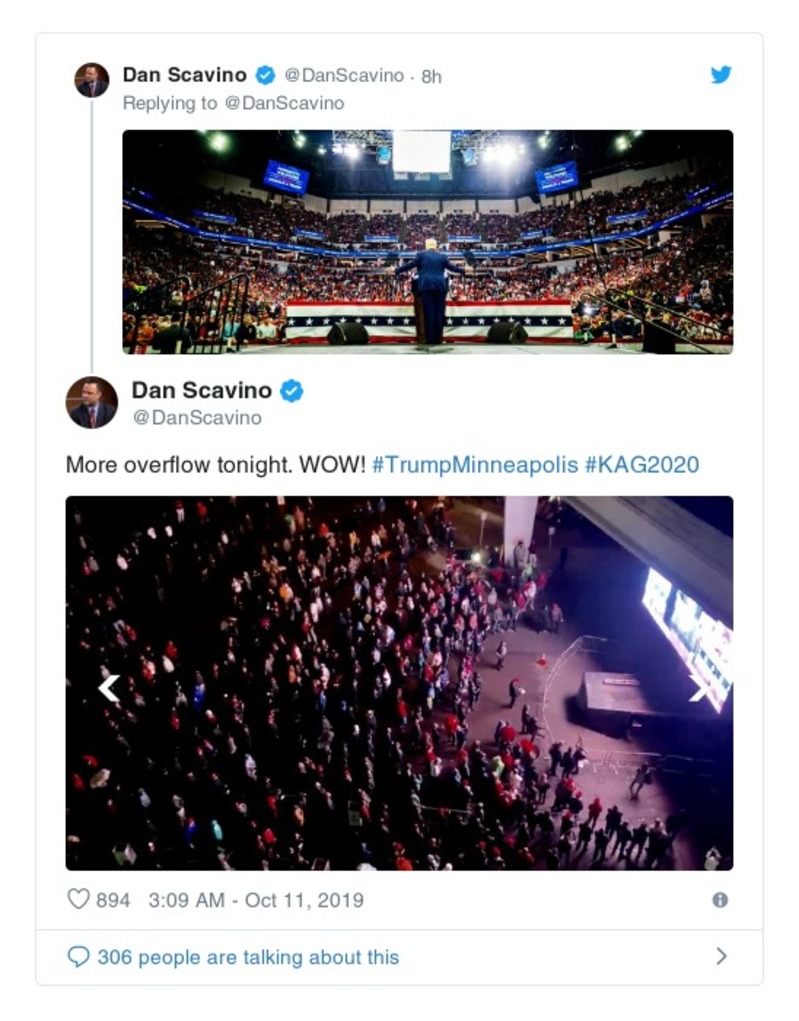 Dan Scavino @DanScavino · 8h
Replying to @DanScavino
Dan Scavino
@DanScavino
More overflow tonight. WOW! #TrumpMinneapolis #KAG2020
894 3:09 AM - Oct 11, 2019
306 people are talking about this